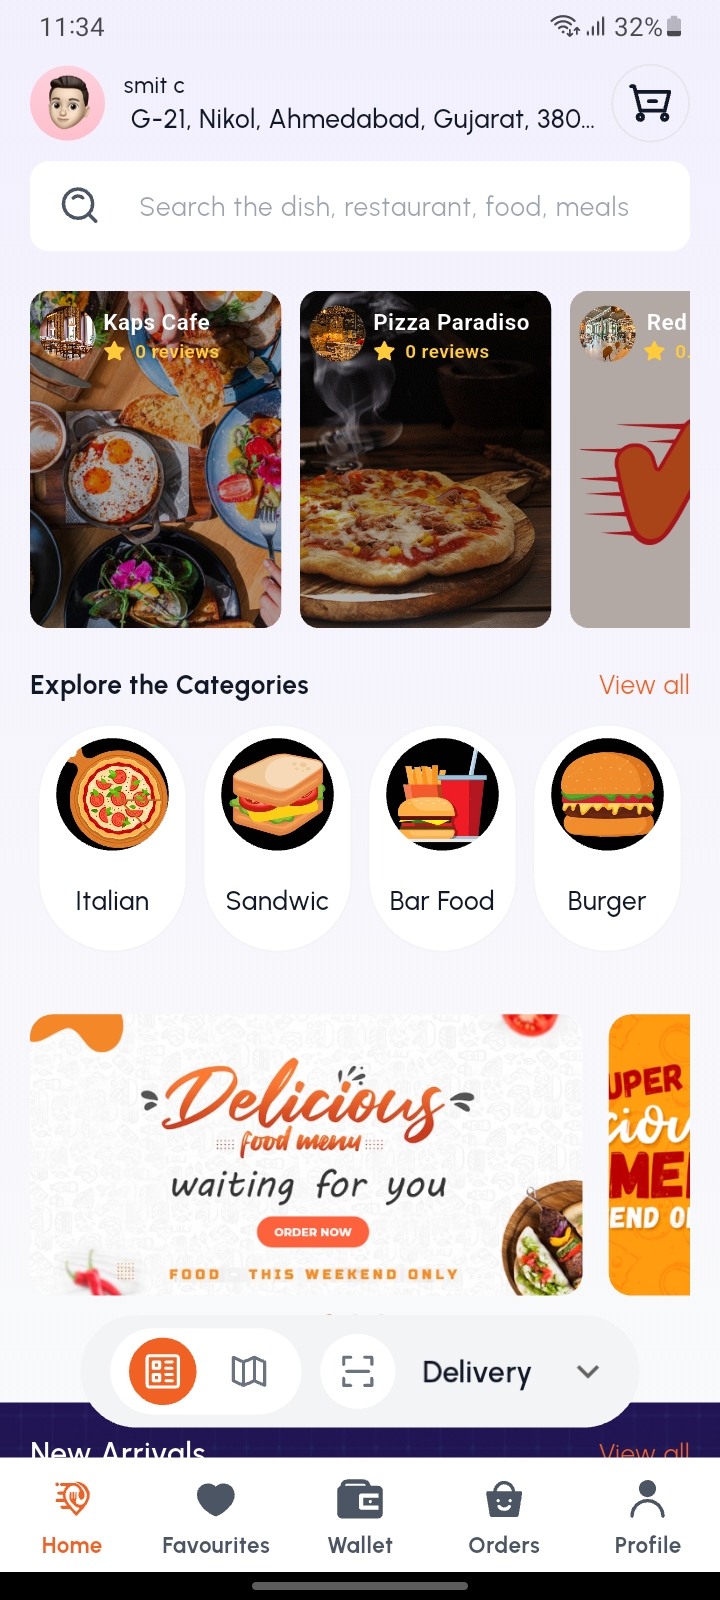 11:34
32%
smit c
G-21, Nikol, Ahmedabad, Gujarat, 380...
Search the dish, restaurant, food, meals
Kaps Cafe
0 reviews
Pizza Paradiso
0 reviews
Red
0.
Explore the Categories
View all
Italian
Sandwic
Bar Food
Burger
Delicious
food menu
waiting for you
ORDER NOW
FOOD THIS WEEKEND ONLY
UPER
ciou
ME
END O
Delivery
New Arrivals
View all
Home
Favourites
Wallet
Orders
Profile